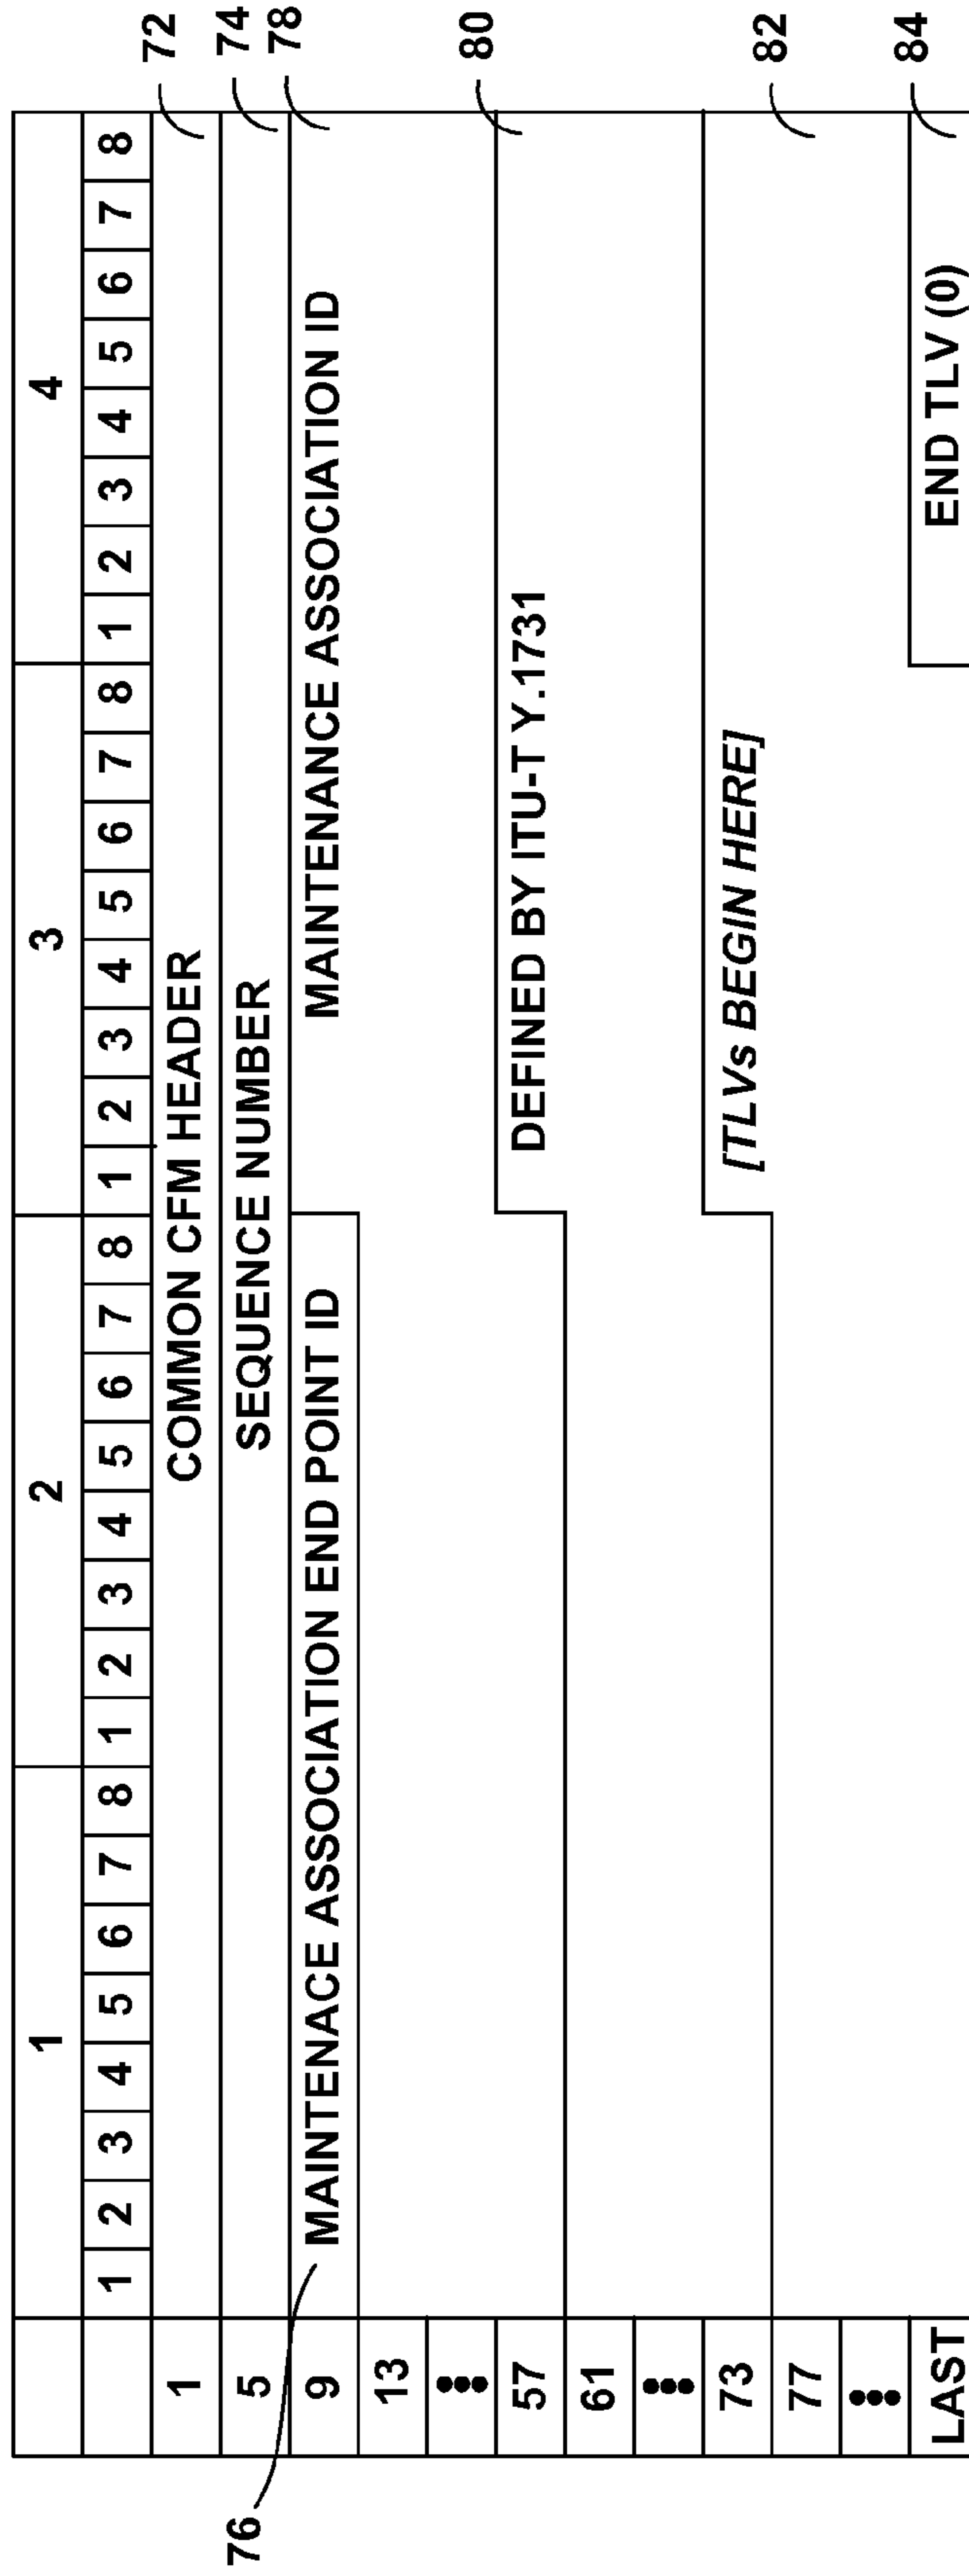 1 2 3 4
1 2 3 4 5 6 7 8 1 2 3 4 5 6 7 8 1 2 3 4 5 6 7 8 1 2 3 4 5 6 7 8
1 COMMON CFM HEADER 72
5 SEQUENCE NUMBER 74
76 9 MAINTENACE ASSOCIATION END POINT ID MAINTENANCE ASSOCIATION ID 78
13
57 DEFINED BY ITU-T Y.1731 80
61
73 [TLVs BEGIN HERE]
77 82
LAST END TLV (0) 84